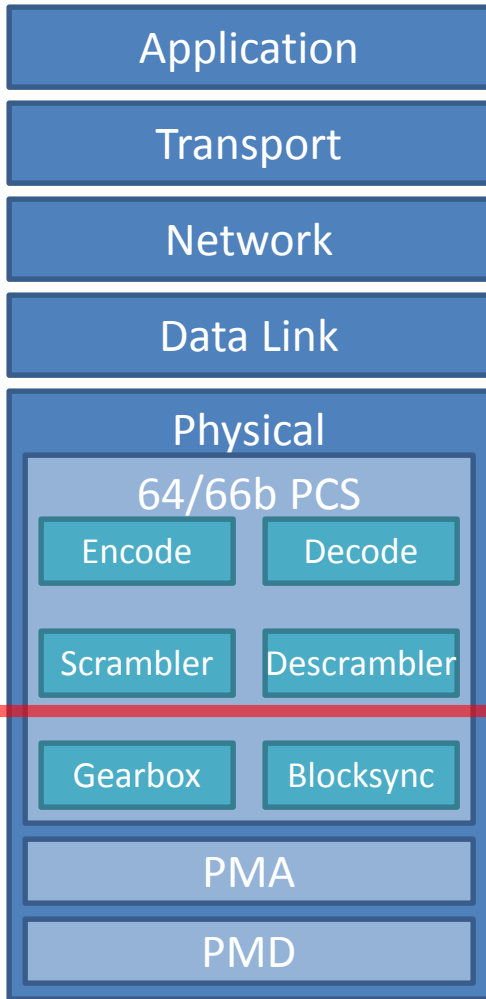 Application
Transport
Network
Data Link
Physical
64/66b PCS
Encode Decode
Scrambler Descrambler
Gearbox Blocksync
PMA
PMD